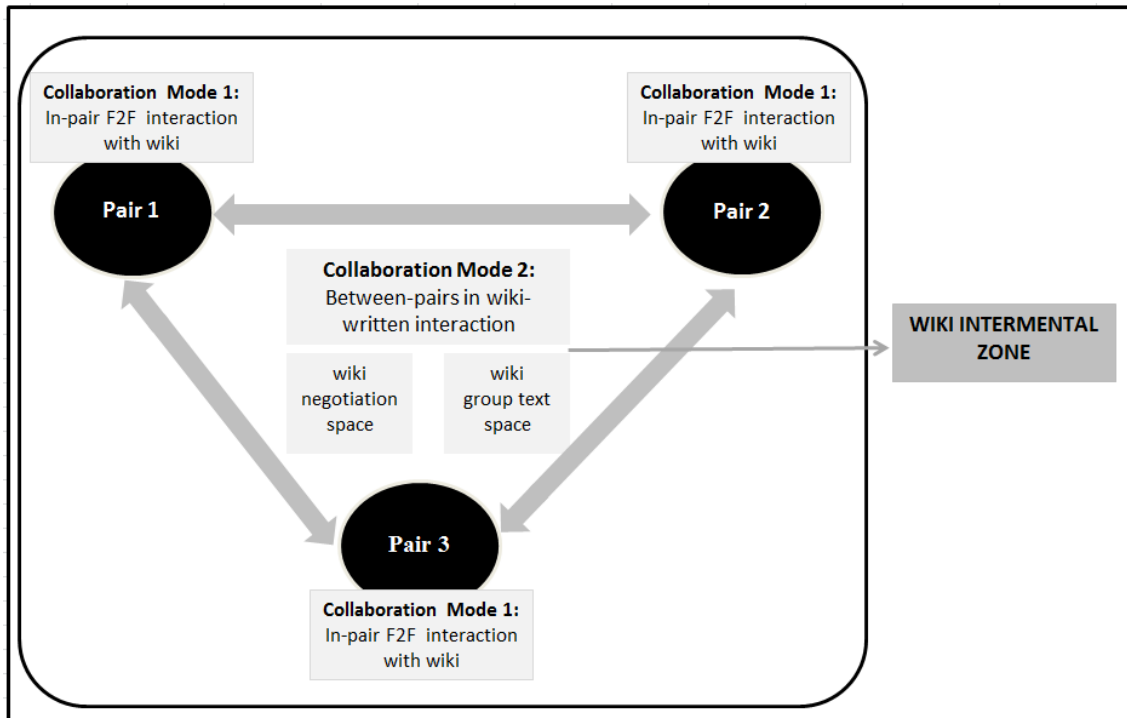 Collaboration Mode 1:
In-pair F2F interaction
with wiki
Collaboration Mode 1:
In-pair F2F interaction
with wiki
Pair 1
Pair 2
Collaboration Mode 2:
Between-pairs in wiki-
written interaction
wiki
negotiation
space
wiki
group text
space
WIKI INTERMENTAL
ZONE
Pair 3
Collaboration Mode 1:
In-pair F2F interaction
with wiki